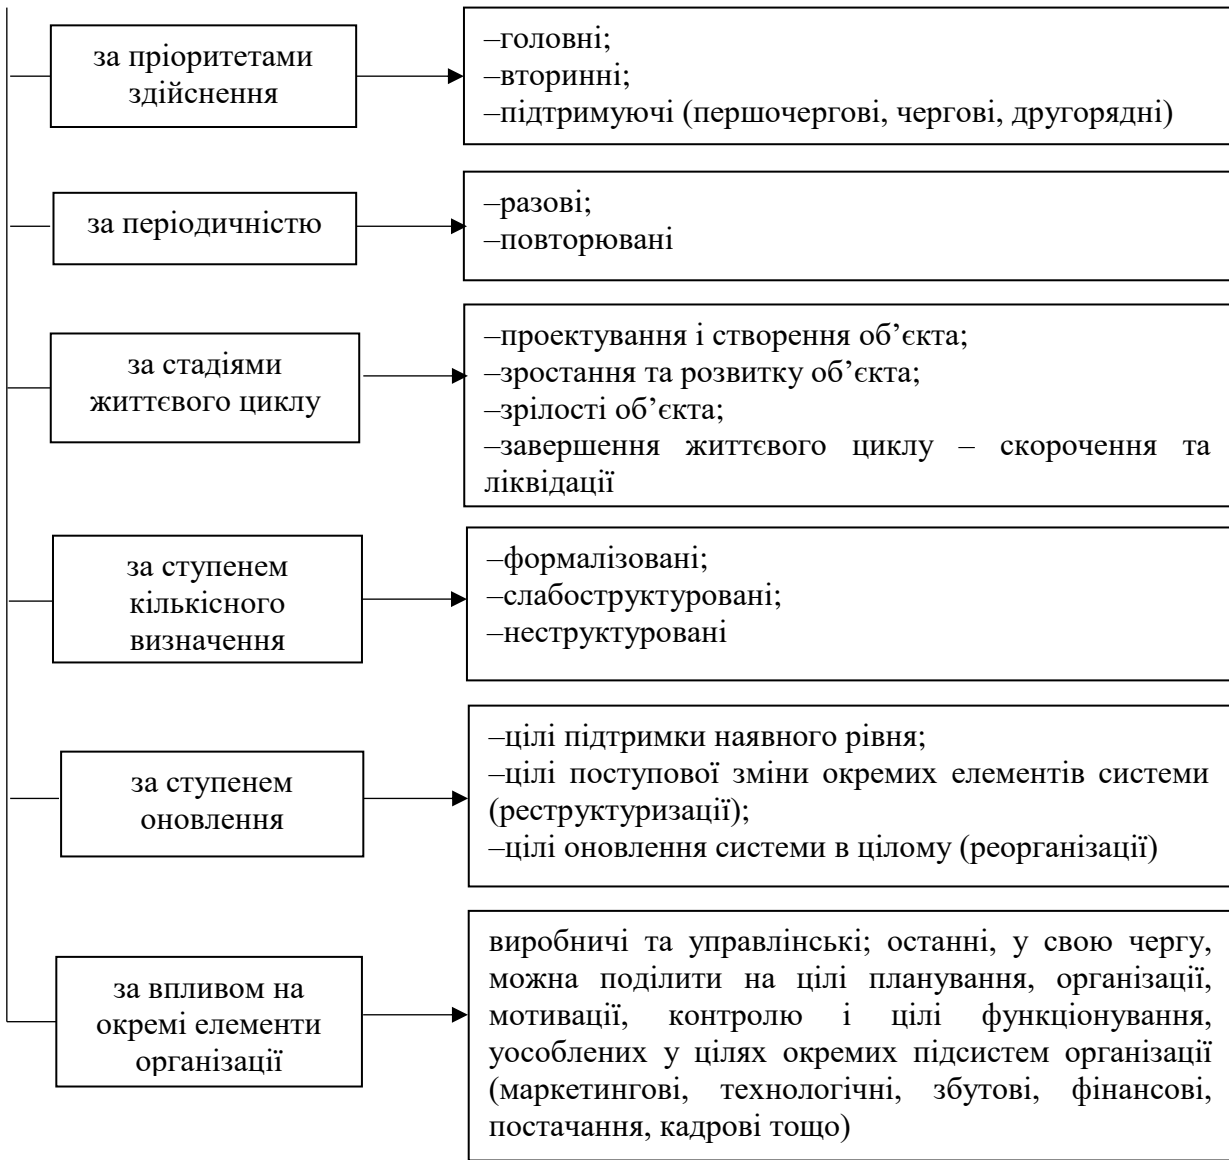 за пріоритетами
здійснення
–головні;
–вторинні;
–підтримуючі (першочергові, чергові, другорядні)
за періодичністю
–разові;
–повторювані
за стадіями
життєвого циклу
–проектування і створення об’єкта;
–зростання та розвитку об’єкта;
–зрілості об’єкта;
–завершення життєвого циклу – скорочення та
ліквідації
за ступенем
кількісного
визначення
–формалізовані;
–слабоструктуровані;
–неструктуровані
за ступенем
оновлення
–цілі підтримки наявного рівня;
–цілі поступової зміни окремих елементів системи
(реструктуризації);
–цілі оновлення системи в цілому (реорганізації)
за впливом на
окремі елементи
організації
виробничі та управлінські; останні, у свою чергу,
можна поділити на цілі планування, організації,
мотивації, контролю і цілі функціонування,
уособлених у цілях окремих підсистем організації
(маркетингові, технологічні, збутові, фінансові,
постачання, кадрові тощо)